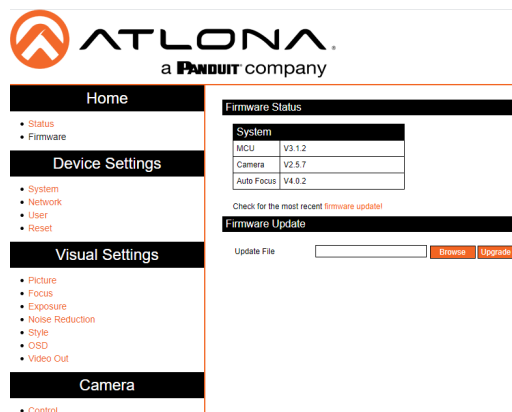 ATLONA.
a PANDUIT™ company
Home
Status
Firmware
Device Settings
System
Network
User
Reset
Visual Settings
Picture
Focus
Exposure
Noise Reduction
Style
OSD
Video Out
Camera
Control
Firmware Status
System
MCU V3.1.2
Camera V2.5.7
Auto Focus V4.0.2
Check for the most recent firmware update!
Firmware Update
Update File Browse Upgrade